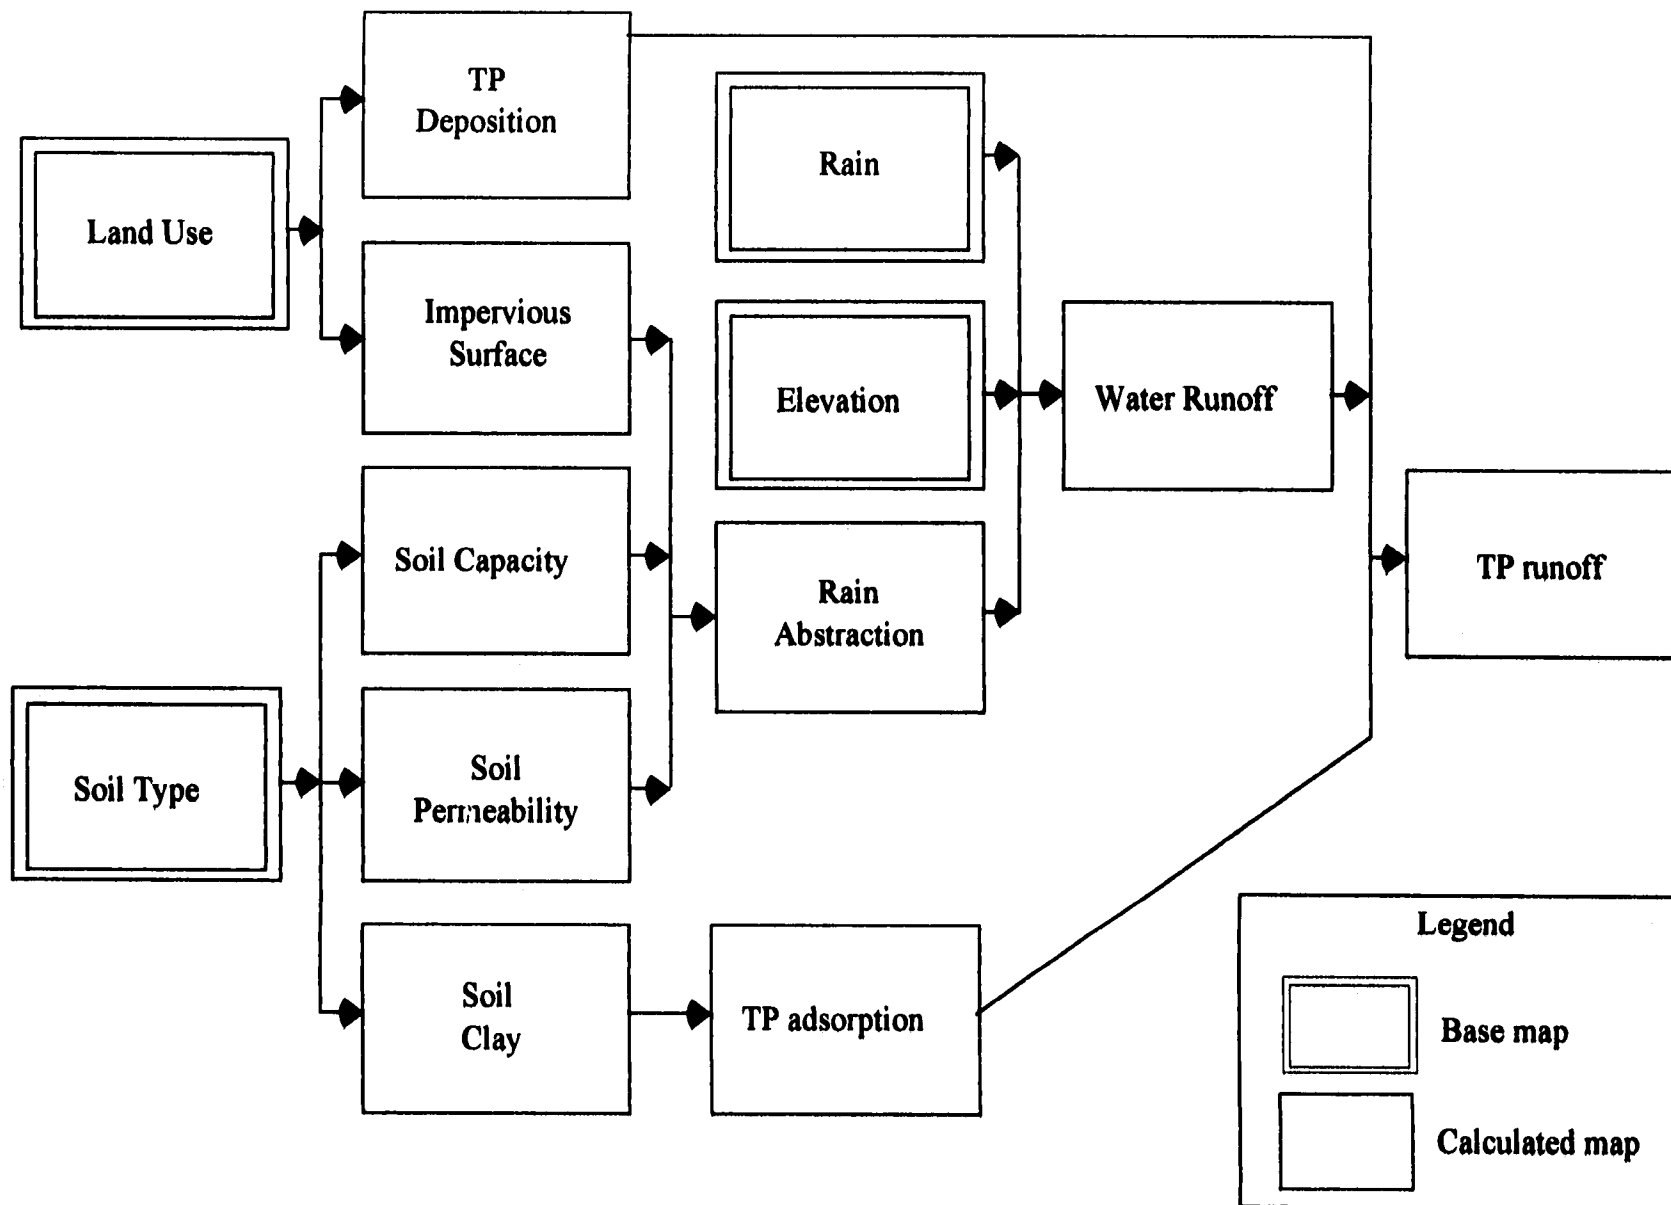 TP
Deposition
Land Use
Rain
Impervious
Surface
Elevation
Water Runoff
Soil Capacity
Rain
Abstraction
TP runoff
Soil Type
Soil
Permeability
Soil
Clay
TP adsorption
Legend
Base map
Calculated map